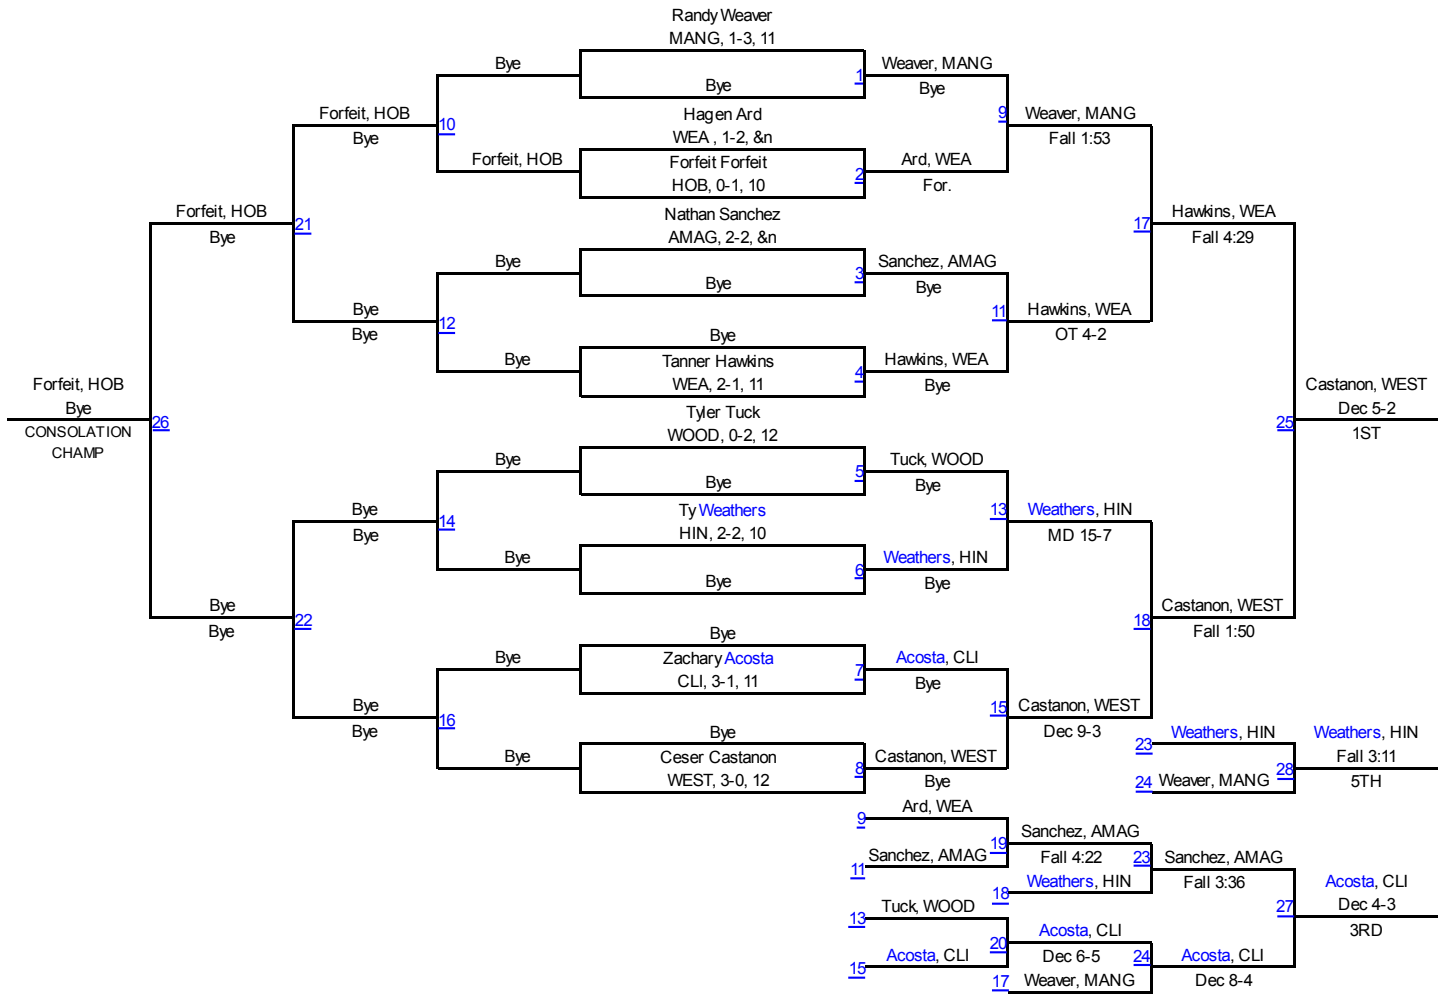 Randy Weaver
MANG, 1-3, 11
Bye
Bye
1
Weaver, MANG
Bye
Hagen Ard
WEA , 1-2, &n
Forfeit, HOB
Bye
10
9
Weaver, MANG
Fall 1:53
Forfeit, HOB
Forfeit Forfeit
HOB, 0-1, 10
2
Ard, WEA
For.
Forfeit, HOB
Bye
21
Nathan Sanchez
AMAG, 2-2, &n
17
Hawkins, WEA
Fall 4:29
Bye
Bye
3
Sanchez, AMAG
Bye
Bye
Bye
12
11
Hawkins, WEA
OT 4-2
Bye
Bye
Tanner Hawkins
WEA, 2-1, 11
4
Hawkins, WEA
Bye
Forfeit, HOB
Bye
CONSOLATION
CHAMP
26
Tyler Tuck
WOOD, 0-2, 12
25
Castanon, WEST
Dec 5-2
1ST
Bye
Bye
5
Tuck, WOOD
Bye
Bye
Bye
14
Ty Weathers
HIN, 2-2, 10
13
Weathers, HIN
MD 15-7
Bye
Bye
6
Weathers, HIN
Bye
Bye
Bye
22
18
Castanon, WEST
Fall 1:50
Bye
Bye
Zachary Acosta
CLI, 3-1, 11
7
Acosta, CLI
Bye
Bye
Bye
16
15
Castanon, WEST
Dec 9-3
Bye
Bye
Ceser Castanon
WEST, 3-0, 12
8
Castanon, WEST
Bye
23
Weathers, HIN
24
Weaver, MANG
28
Weathers, HIN
Fall 3:11
5TH
9
Ard, WEA
11
Sanchez, AMAG
19
Sanchez, AMAG
Fall 4:22
18
Weathers, HIN
23
Sanchez, AMAG
Fall 3:36
13
Tuck, WOOD
15
Acosta, CLI
20
Acosta, CLI
Dec 6-5
17
Weaver, MANG
24
Acosta, CLI
Dec 8-4
27
Acosta, CLI
Dec 4-3
3RD